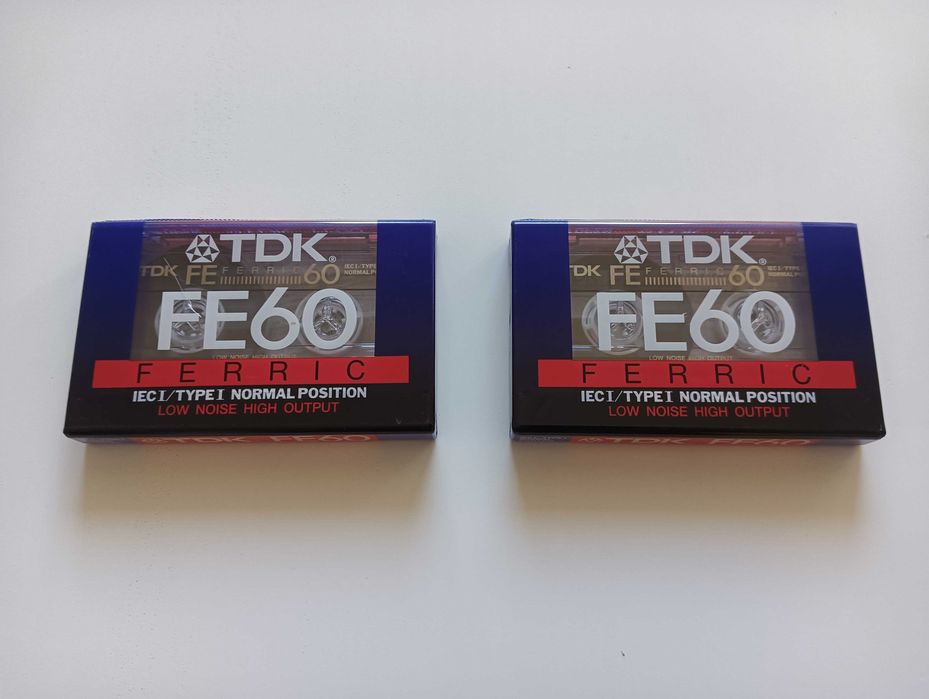 TDK®
TDK FE FERRIC 60 IEC I/TYPE I
NORMAL PO
FE60
LOW NOISE HIGH OUTPUT
FERRIC
IEC I/TYPE I NORMAL POSITION
LOW NOISE HIGH OUTPUT
TDK FE60
TDK®
TDK FE FERRIC 60 IEC I/TYPE
NORMAL P
FE60
LOW NOISE HIGH OUTPUT
FERRIC
IEC I/TYPE I NORMAL POSITION
LOW NOISE HIGH OUTPUT
TDK FE60